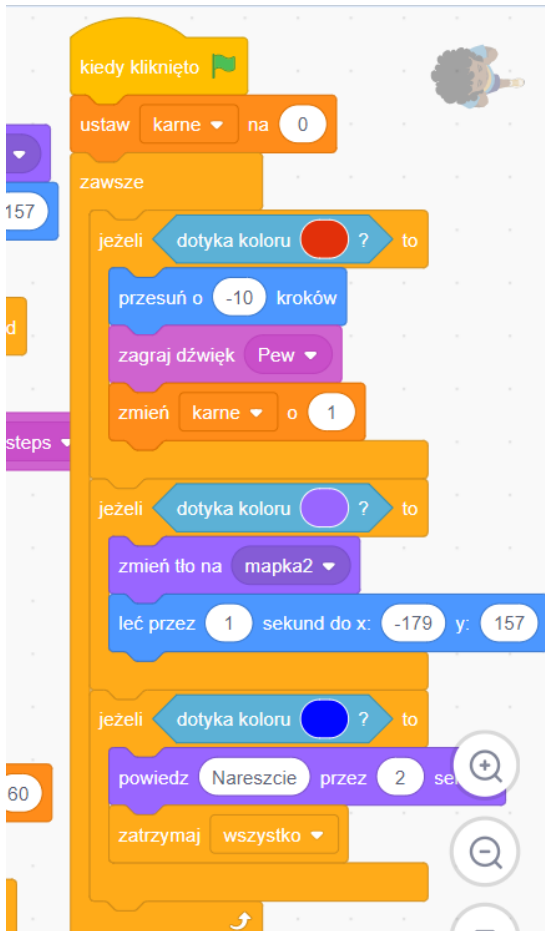 kiedy kliknięto
ustaw karne na 0
zawsze
157
jeżeli dotyka koloru ? to
przesuń o -10 kroków
d
zagraj dźwięk Pew
zmień karne o 1
steps
jeżeli dotyka koloru ? to
zmień tło na mapka2
leć przez 1 sekund do x: -179 y: 157
jeżeli dotyka koloru ? to
powiedz Nareszcie przez 2 se
60
zatrzymaj wszystko